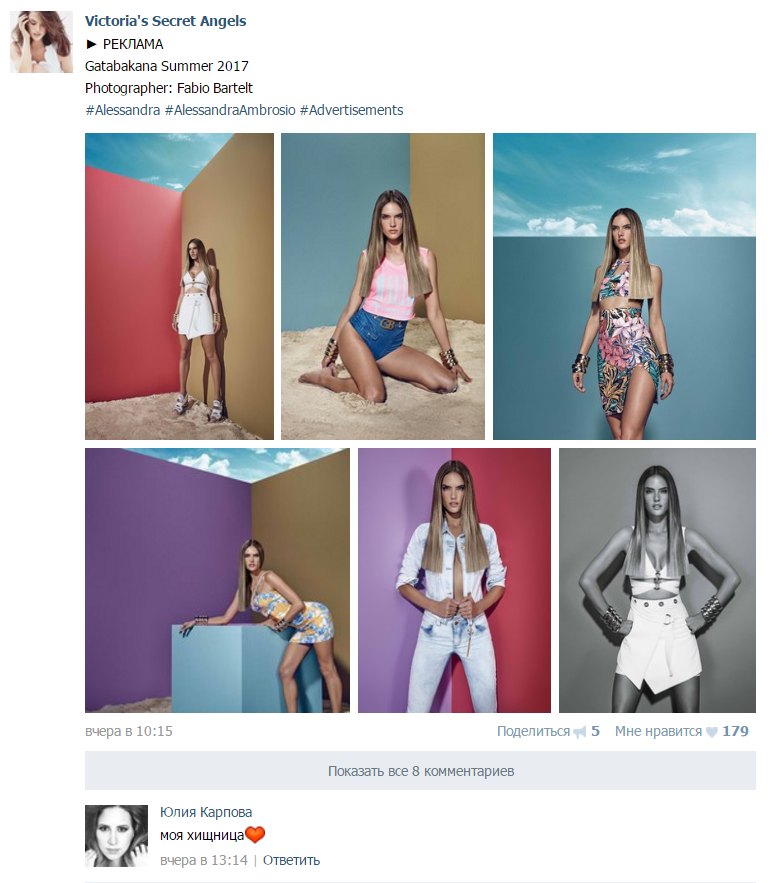 Victoria's Secret Angels
► РЕКЛАМА
Gatabakana Summer 2017
Photographer: Fabio Bartelt
#Alessandra #AlessandraAmbrosio #Advertisements
вчера в 10:15
Поделиться 5 Мне нравится 179
Показать все 8 комментариев
Юлия Карпова
моя хищница
вчера в 13:14 | Ответить